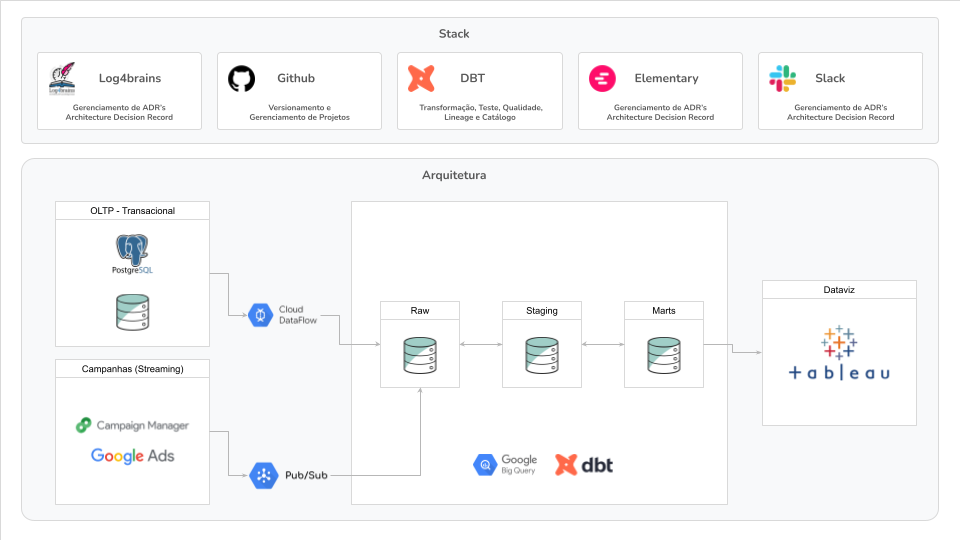 Stack
Log4brains
Log4brains
Gerenciamento de ADR's
Architecture Decision Record
Github
Versionamento e
Gerenciamento de Projetos
DBT
Transformação, Teste, Qualidade,
Lineage e Catálogo
Elementary
Gerenciamento de ADR's
Architecture Decision Record
Slack
Gerenciamento de ADR's
Architecture Decision Record
Arquitetura
OLTP - Transacional
PostgreSQL
Cloud
DataFlow
Campanhas (Streaming)
Campaign Manager
Google Ads
Pub/Sub
Raw
Staging
Marts
Google
Big Query
dbt
Dataviz
+ableau